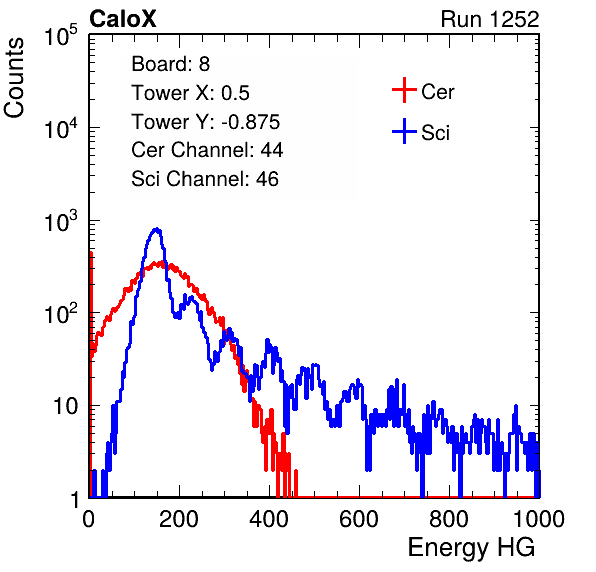 CaloX Run 1252
Counts
Board: 8
Tower X: 0.5
Tower Y: -0.875
Cer Channel: 44
Sci Channel: 46
Cer
Sci
10^5
10^4
10^3
10^2
10
1
0 200 400 600 800 1000
Energy HG